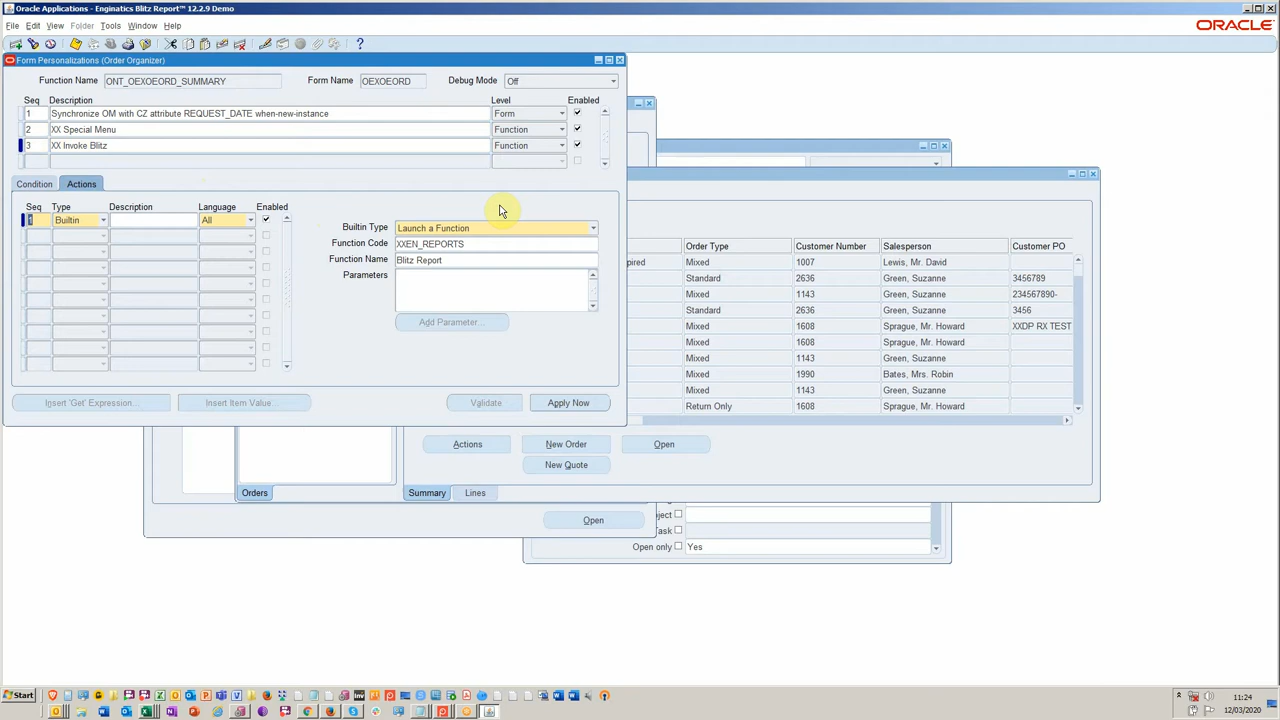 Oracle Applications - Enginatics Blitz Report™ 12.2.9 Demo
File Edit View Folder Tools Window Help
ORACLE
Form Personalizations (Order Organizer)
Function Name ONT_OEXOEORD_SUMMARY Form Name OEXOEORD Debug Mode Off
Seq Description Level Enabled
1 Synchronize OM with CZ attribute REQUEST_DATE when-new-instance Form
2 XX Special Menu Function
3 XX Invoke Blitz Function
Condition Actions
Seq Type Description Language Enabled
1 Builtin All
Builtin Type Launch a Function
Function Code XXEN_REPORTS
Function Name Blitz Report
Parameters
Add Parameter...
Insert 'Get' Expression... Insert Item Value... Validate Apply Now
Order Type Customer Number Salesperson Customer PO
pired Mixed 1007 Lewis, Mr. David
Standard 2636 Green, Suzanne 3456789
Mixed 1143 Green, Suzanne 234567890-
Standard 2636 Green, Suzanne 3456
Mixed 1608 Sprague, Mr. Howard XXDP RX TEST
Mixed 1608 Sprague, Mr. Howard
Mixed 1143 Green, Suzanne
Mixed 1990 Bates, Mrs. Robin
Mixed 1143 Green, Suzanne
Return Only 1608 Sprague, Mr. Howard
Actions New Order Open
New Quote
Orders Summary Lines
Open
oject
Task
Open only Yes
Start
11:24
12/03/2020